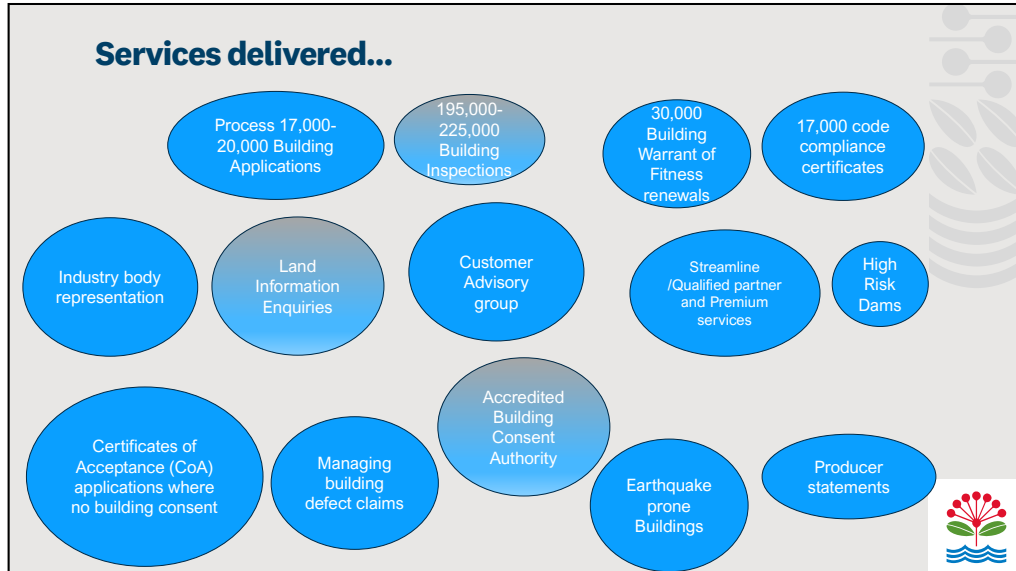 Services delivered...
Process 17,000-
20,000 Building
Applications
195,000-
225,000
Building
Inspections
30,000
Building
Warrant of
Fitness
renewals
17,000 code
compliance
certificates
Industry body
representation
Land
Information
Enquiries
Customer
Advisory
group
Streamline
/Qualified partner
and Premium
services
High
Risk
Dams
Certificates of
Acceptance (CoA)
applications where
no building consent
Managing
building
defect claims
Accredited
Building
Consent
Authority
Earthquake
prone
Buildings
Producer
statements